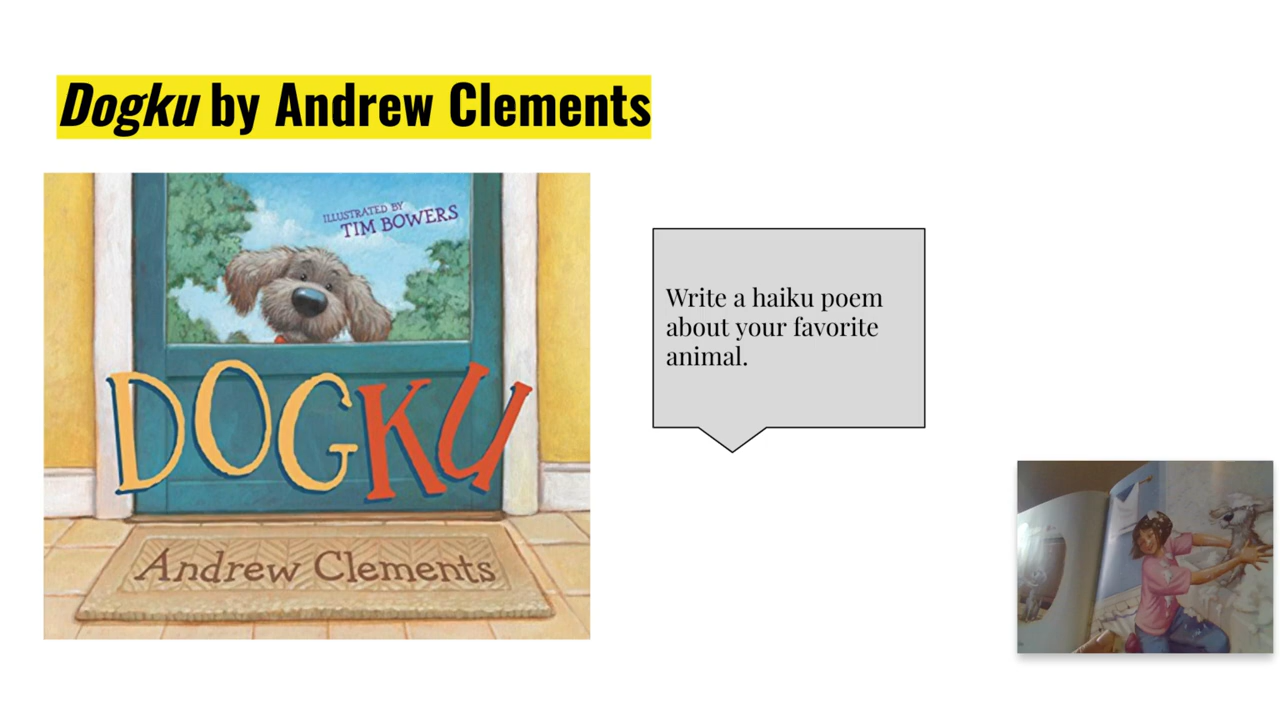 Dogku by Andrew Clements
ILLUSTRATED BY
TIM BOWERS
DOGKU
Andrew Clements
Write a haiku poem
about your favorite
animal.